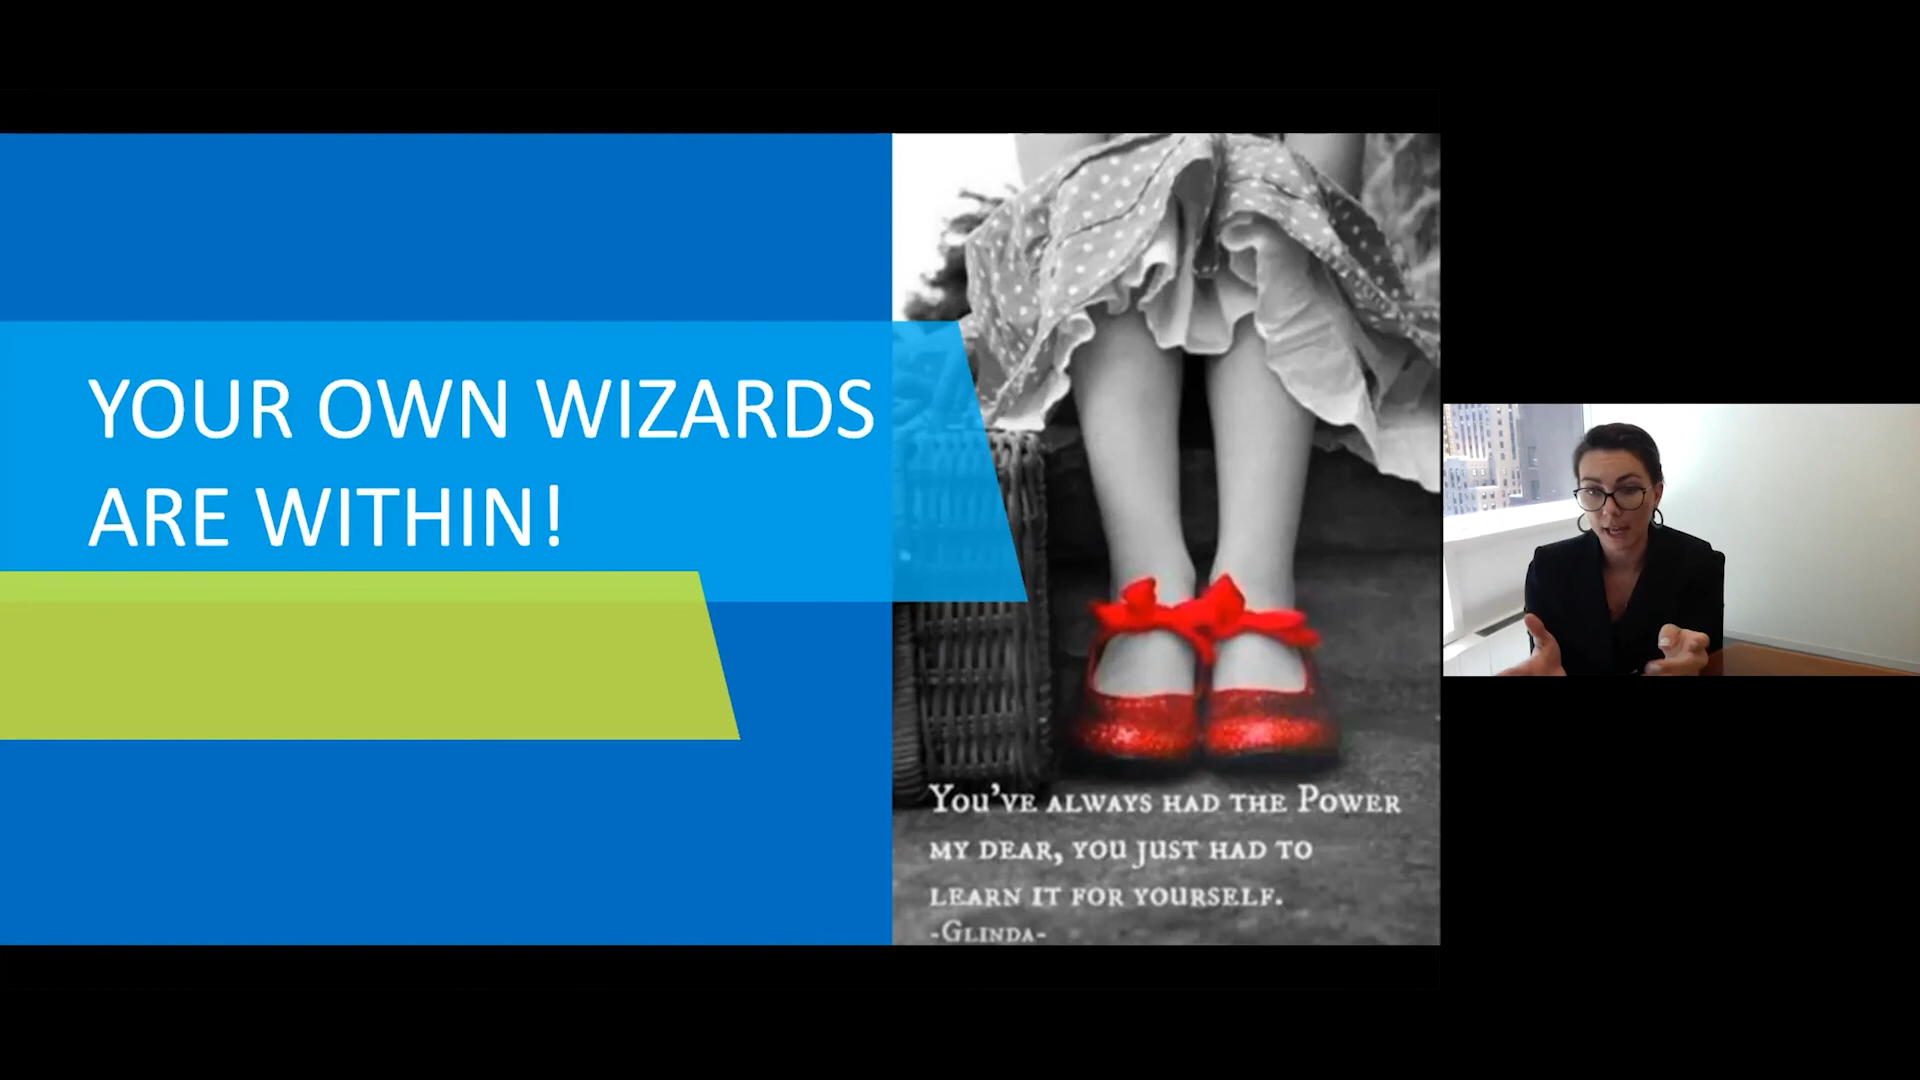 YOUR OWN WIZARDS
ARE WITHIN!
You've always had the Power
my dear, you just had to
learn it for yourself.
-Glinda-